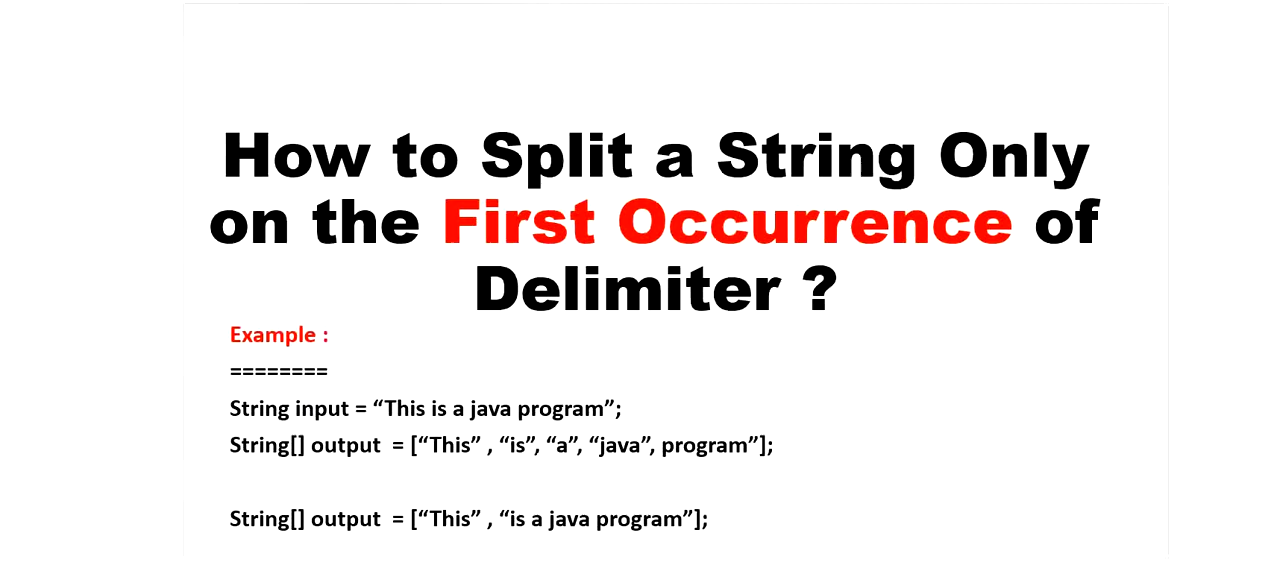 How to Split a String Only
on the First Occurrence of
Delimiter ?
Example :
========
String input = “This is a java program”;
String[] output  = [“This” , “is”, “a”, “java”, program”];
String[] output  = [“This” , “is a java program”];